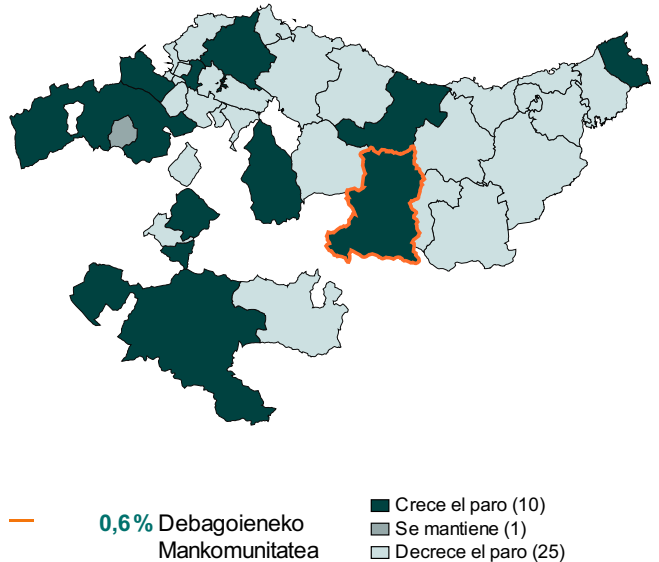 0,6% Debagoieneko
Mankomunitatea
Crece el paro (10)
Se mantiene (1)
Decrece el paro (25)